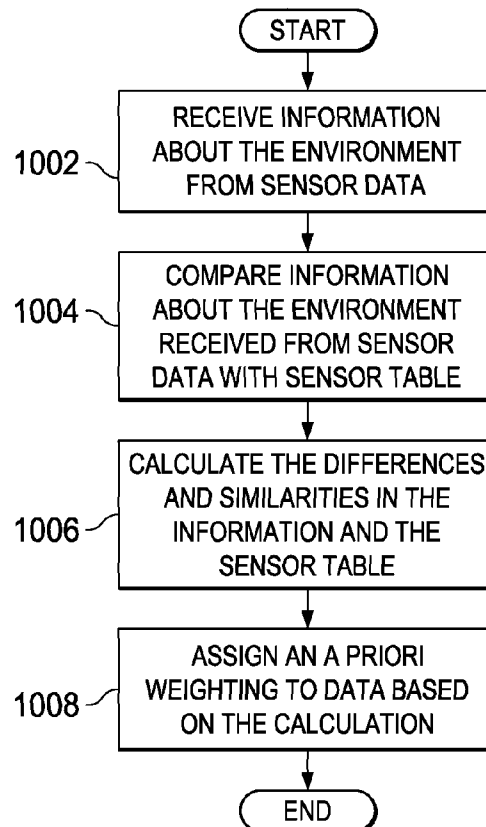 START
1002
RECEIVE INFORMATION
ABOUT THE ENVIRONMENT
FROM SENSOR DATA
1004
COMPARE INFORMATION
ABOUT THE ENVIRONMENT
RECEIVED FROM SENSOR
DATA WITH SENSOR TABLE
1006
CALCULATE THE DIFFERENCES
AND SIMILARITIES IN THE
INFORMATION AND THE
SENSOR TABLE
1008
ASSIGN AN A PRIORI
WEIGHTING TO DATA BASED
ON THE CALCULATION
END